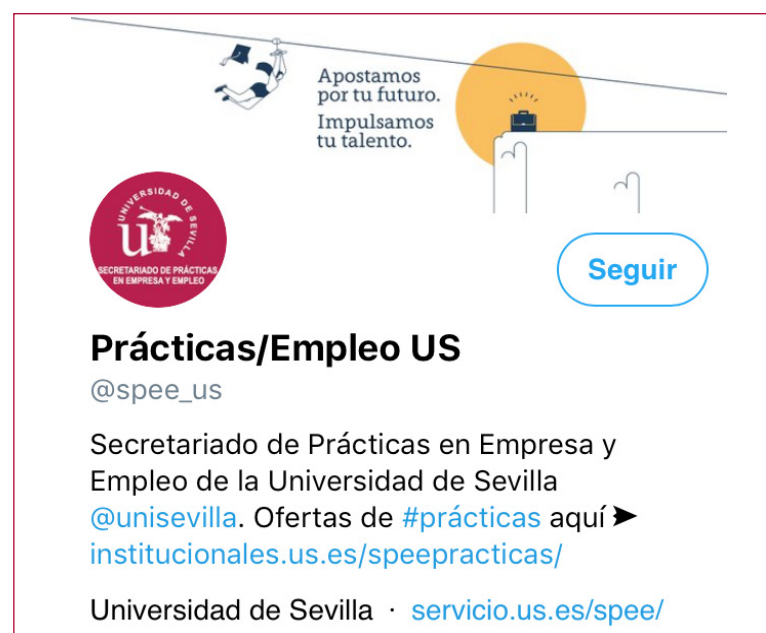 Apostamos
por tu futuro.
Impulsamos
tu talento.
UNIVERSIDAD DE SEVILLA
SECRETARIADO DE PRÁCTICAS
EN EMPRESA Y EMPLEO
Seguir
Prácticas/Empleo US
@spee_us
Secretariado de Prácticas en Empresa y
Empleo de la Universidad de Sevilla
@unisevilla. Ofertas de #prácticas aquí➤
institucionales.us.es/speepracticas/
Universidad de Sevilla · servicio.us.es/spee/